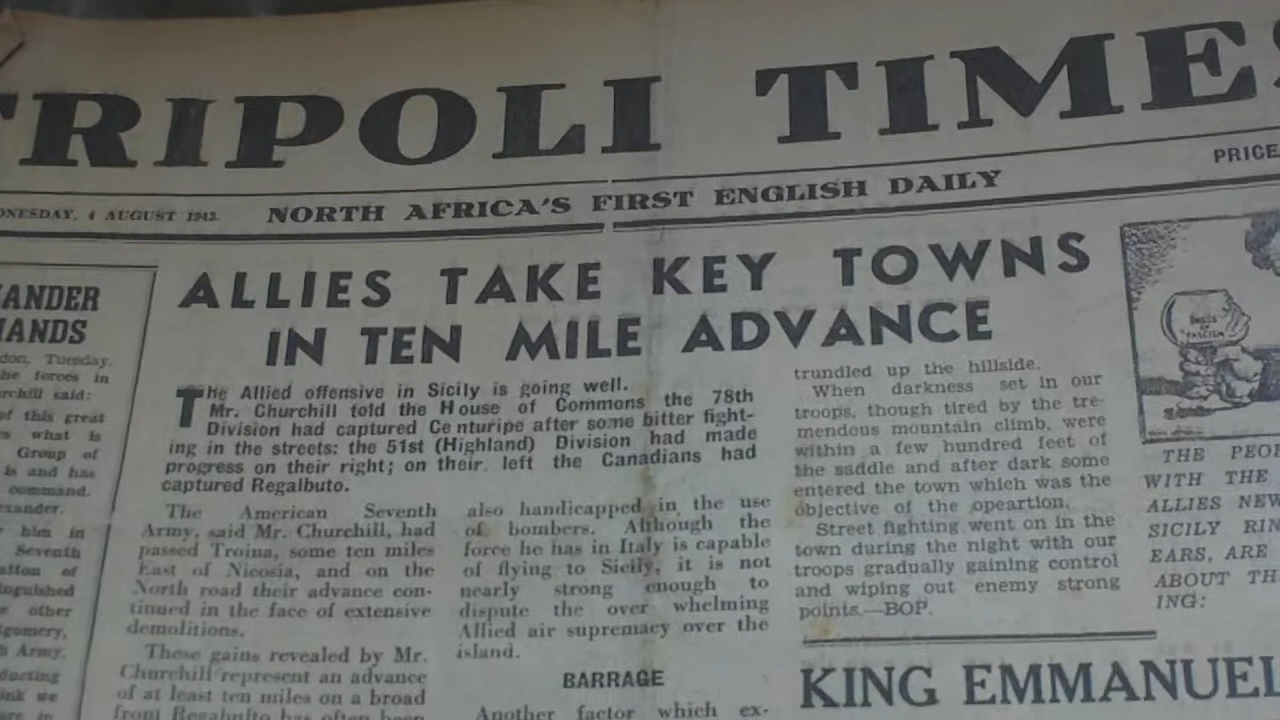 TRIPOLI TIMES
4 AUGUST 1943.
NORTH AFRICA'S FIRST ENGLISH DAILY
PRICE
ANDER
HANDS
Tuesday.
he forces in
rchill said:
of this great
s what is
Group of
is and has
command.
xander.
him in
Seventh
other
Army.
ALLIES TAKE KEY TOWNS
IN TEN MILE ADVANCE
The Allied offensive in Sicily is going well.
Mr. Churchill told the House of Commons the 78th
Division had captured Centuripe after some bitter fight-
ing in the streets: the 51st (Highland) Division had made
progress on their right; on their left the Canadians had
captured Regalbuto.
The American Seventh
Army, said Mr. Churchill, had
passed Troina, some ten miles
East of Nicosia, and on the
North road their advance con-
tinued in the face of extensive
demolitions.
These gains revealed by Mr.
Churchill represent an advance
of at least ten miles on a broad
from Regabulto has often been
also handicapped in the use
of bombers. Although the
force he has in Italy is capable
of flying to Sicily, it is not
nearly strong enough to
dispute the over whelming
Allied air supremacy over the
island.
BARRAGE
Another factor which ex-
trundled up the hillside.
When darkness set in our
troops, though tired by the tre-
mendous mountain climb, were
within a few hundred feet of
the saddle and after dark some
entered the town which was the
objective of the opeartion.
Street fighting went on in the
town during the night with our
troops gradually gaining control
and wiping out enemy strong
points.—BOP.
KING EMMANUEL
FASCISM
THE PEOP
WITH THE
ALLIES NEW
SICILY RIN
EARS, ARE
ABOUT TH
ING: